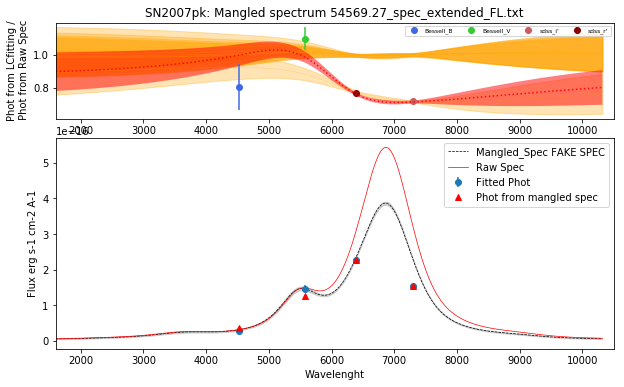 SN2007pk: Mangled spectrum 54569.27_spec_extended_FL.txt
Phot from LCfitting /
Phot from Raw Spec
Bessell_B Bessell_V sdss_i' sdss_r'
1.0
0.8
2000 3000 4000 5000 6000 7000 8000 9000 10000
1e−16
Mangled_Spec FAKE SPEC
Raw Spec
Fitted Phot
Phot from mangled spec
Flux erg s-1 cm-2 A-1
5
4
3
2
1
0
2000 3000 4000 5000 6000 7000 8000 9000 10000
Wavelenght